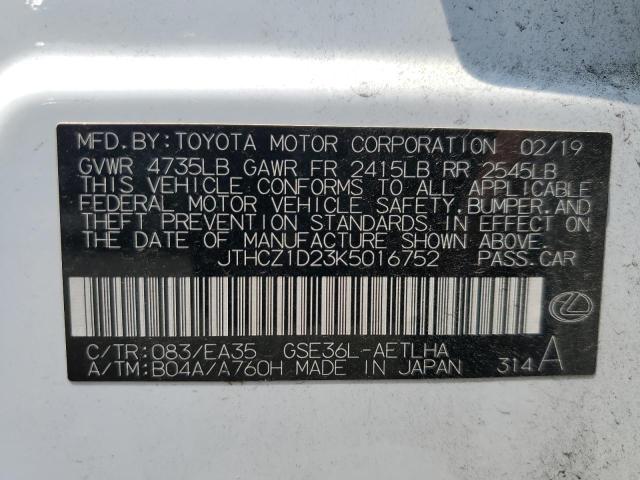 MFD.BY:TOYOTA MOTOR CORPORATION 02/19
GVWR 4735LB GAWR FR 2415LB RR 2545LB
THIS VEHICLE CONFORMS TO ALL APPLICABLE
FEDERAL MOTOR VEHICLE SAFETY,BUMPER,AND
THEFT PREVENTION STANDARDS IN EFFECT ON
THE DATE OF MANUFACTURE SHOWN ABOVE.
JTHCZ1D23K5016752 PASS.CAR
C/TR:083/EA35 GSE36L-AETLHA
A/TM:B04A/A760H MADE IN JAPAN 314 A